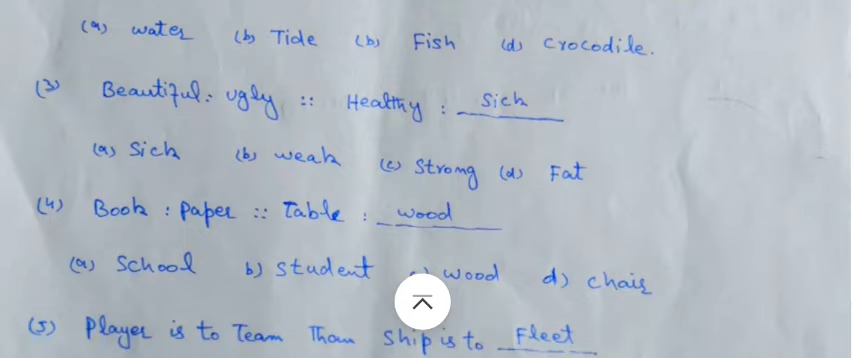 (a) water (b) Tide (b) Fish (d) crocodile.
(3) Beautiful : ugly :: Healthy : Sick
(a) Sick (b) weak (c) Strong (d) Fat
(4) Book : paper :: Table : wood
(a) School b) student c) wood d) chair
(5) Player is to Team Than Ship is to Fleet